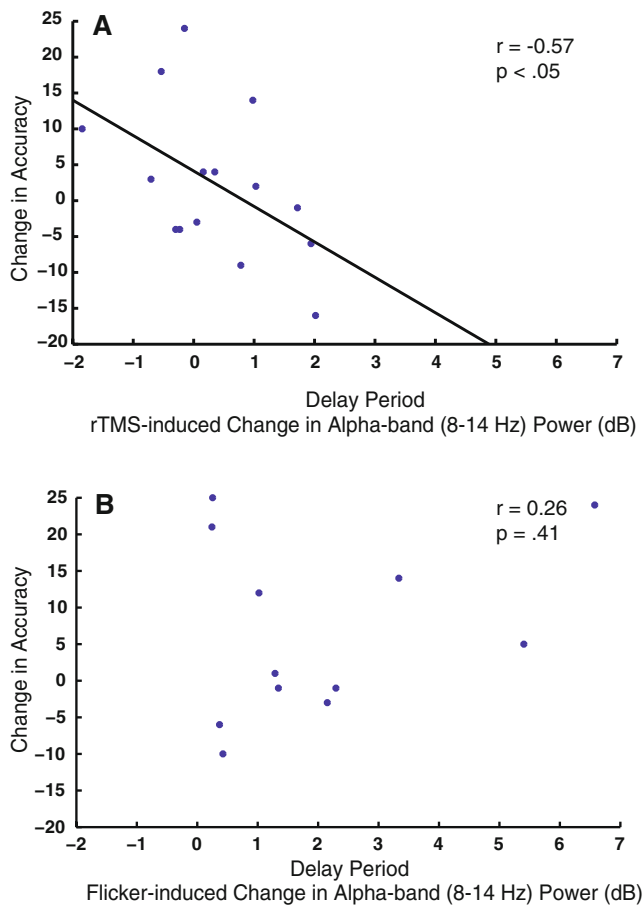 A
r = -0.57
p < .05
Change in Accuracy
25
20
15
10
5
0
−5
−10
−15
−20
−2 −1 0 1 2 3 4 5 6 7
Delay Period
rTMS-induced Change in Alpha-band (8-14 Hz) Power (dB)
B
r = 0.26
p = .41
Change in Accuracy
25
20
15
10
5
0
−5
−10
−15
−20
−2 −1 0 1 2 3 4 5 6 7
Delay Period
Flicker-induced Change in Alpha-band (8-14 Hz) Power (dB)